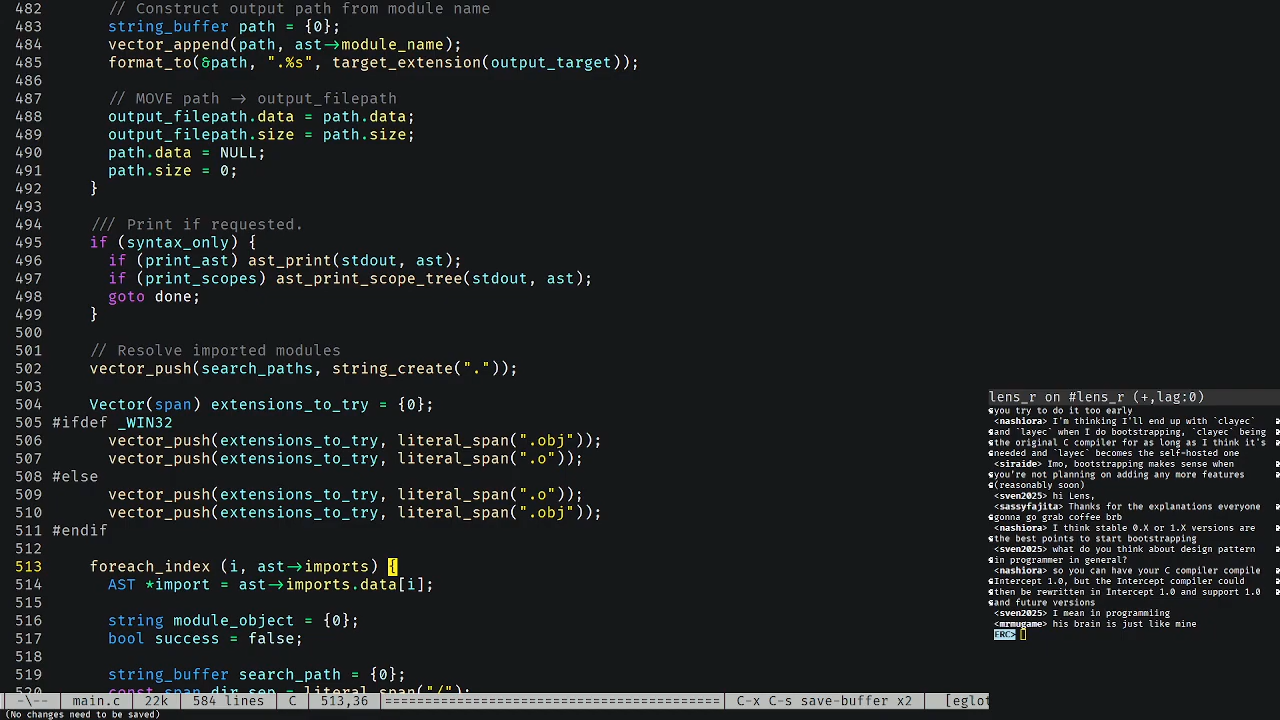 482 // Construct output path from module name
483 string_buffer path = {0};
484 vector_append(path, ast->module_name);
485 format_to(&path, ".%s", target_extension(output_target));
486
487 // MOVE path -> output_filepath
488 output_filepath.data = path.data;
489 output_filepath.size = path.size;
490 path.data = NULL;
491 path.size = 0;
492 }
493
494 /// Print if requested.
495 if (syntax_only) {
496 if (print_ast) ast_print(stdout, ast);
497 if (print_scopes) ast_print_scope_tree(stdout, ast);
498 goto done;
499 }
500
501 // Resolve imported modules
502 vector_push(search_paths, string_create("."));
503
504 Vector(span) extensions_to_try = {0};
505 #ifdef _WIN32
506 vector_push(extensions_to_try, literal_span(".obj"));
507 vector_push(extensions_to_try, literal_span(".o"));
508 #else
509 vector_push(extensions_to_try, literal_span(".o"));
510 vector_push(extensions_to_try, literal_span(".obj"));
511 #endif
512
513 foreach_index (i, ast->imports) {
514 AST *import = ast->imports.data[i];
515
516 string module_object = {0};
517 bool success = false;
518
519 string_buffer search_path = {0};
520 const span dir_sep = literal_span("/");
-\-- main.c 22k 584 lines C 513,36 ======================================== C-x C-s save-buffer x2 [eglot
(No changes need to be saved)
lens_r on #lens_r (+,lag:0)
you try to do it too early
<nashiora> I'm thinking I'll end up with `clayec`
and `layec` when I do bootstrapping, `clayec` being
the original C compiler for as long as I think it's
needed and `layec` becomes the self-hosted one
<siraide> Imo, bootstrapping makes sense when
you're not planning on adding any more features
(reasonably soon)
<sven2025> hi Lens,
<sassyfajita> Thanks for the explanations everyone
gonna go grab coffee brb
<nashiora> I think stable 0.X or 1.X versions are
the best points to start bootstrapping
<sven2025> what do you think about design pattern
in programmer in general?
<nashiora> so you can have your C compiler compile
Intercept 1.0, but the Intercept compiler could
then be rewritten in Intercept 1.0 and support 1.0
and future versions
<sven2025> I mean in programmiing
<mrmugame> his brain is just like mine
ERC>